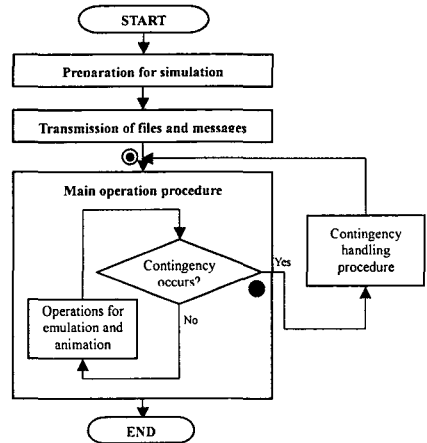 START
Preparation for simulation
Transmission of files and messages
Main operation procedure
Contingency
occurs?
Yes
No
Operations for
emulation and
animation
Contingency
handling
procedure
END